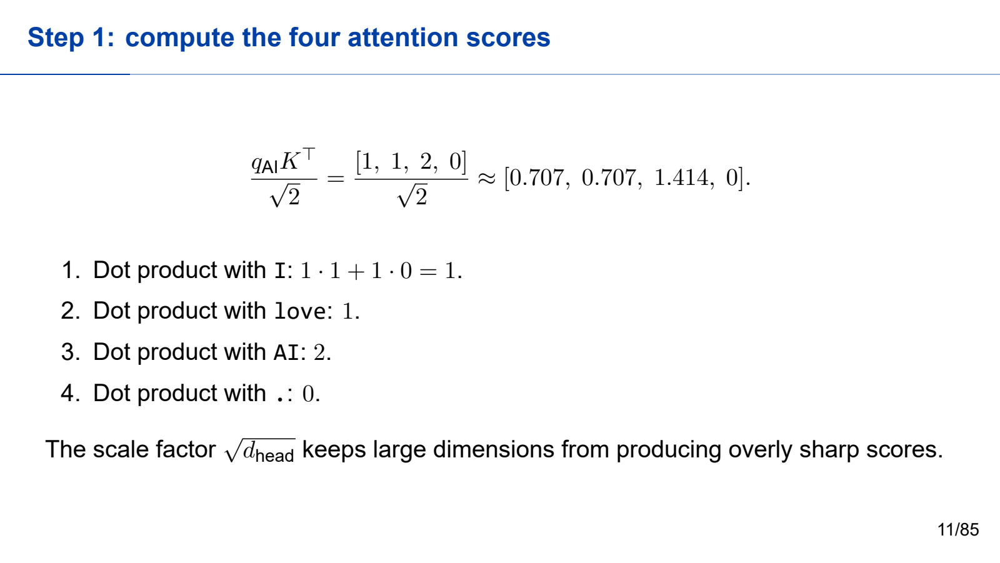 Step 1: compute the four attention scores
$\frac{q_{\text{AI}}K^\top}{\sqrt{2}} = \frac{[1,\ 1,\ 2,\ 0]}{\sqrt{2}} \approx [0.707,\ 0.707,\ 1.414,\ 0].$
1. Dot product with I: $1 \cdot 1 + 1 \cdot 0 = 1$.
2. Dot product with love: 1.
3. Dot product with AI: 2.
4. Dot product with .: 0.
The scale factor $\sqrt{d_{\text{head}}}$ keeps large dimensions from producing overly sharp scores.
11/85